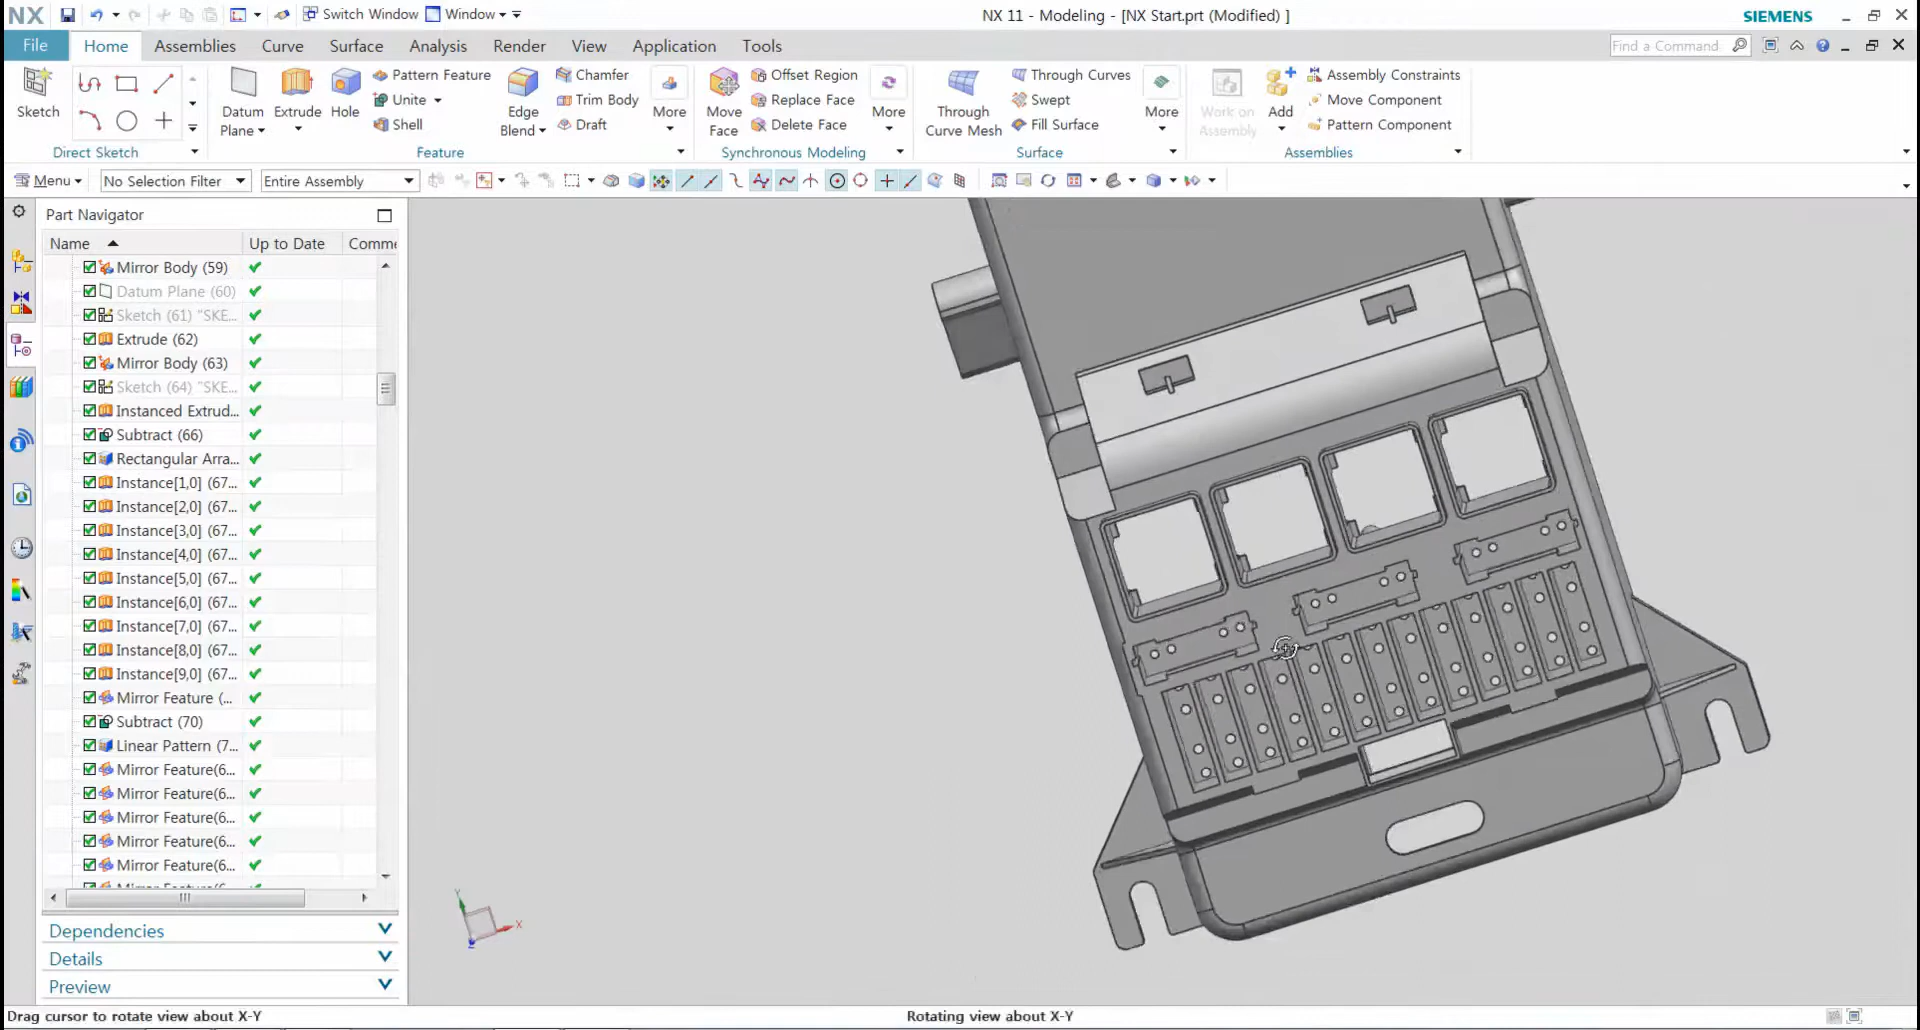 NX Switch Window Window NX 11 - Modeling - [NX Start.prt (Modified) ] SIEMENS
File Home Assemblies Curve Surface Analysis Render View Application Tools Find a Command
Sketch
Direct Sketch
Datum Plane
Extrude
Hole
Pattern Feature
Unite
Shell
Edge Blend
Chamfer
Trim Body
Draft
More
Feature
Move Face
Offset Region
Replace Face
Delete Face
More
Synchronous Modeling
Through Curve Mesh
Through Curves
Swept
Fill Surface
More
Surface
Work on Assembly
Add
Assembly Constraints
Move Component
Pattern Component
Assemblies
Menu No Selection Filter Entire Assembly
Part Navigator
Name Up to Date Comme
Mirror Body (59)
Datum Plane (60)
Sketch (61) "SKE...
Extrude (62)
Mirror Body (63)
Sketch (64) "SKE...
Instanced Extrud...
Subtract (66)
Rectangular Arra...
Instance[1,0] (67...
Instance[2,0] (67...
Instance[3,0] (67...
Instance[4,0] (67...
Instance[5,0] (67...
Instance[6,0] (67...
Instance[7,0] (67...
Instance[8,0] (67...
Instance[9,0] (67...
Mirror Feature (...
Subtract (70)
Linear Pattern (7...
Mirror Feature(6...
Mirror Feature(6...
Mirror Feature(6...
Mirror Feature(6...
Mirror Feature(6...
Dependencies
Details
Preview
Y
X
Drag cursor to rotate view about X-Y Rotating view about X-Y